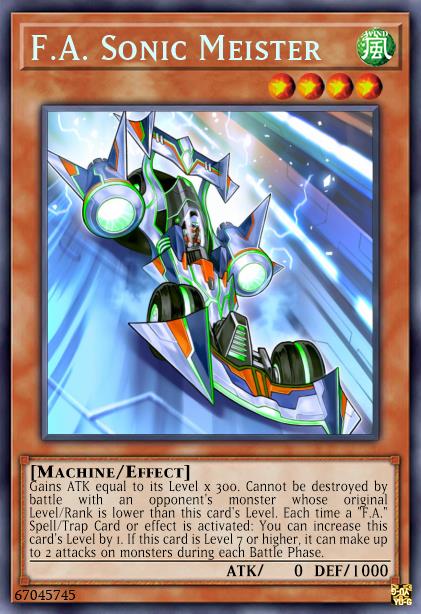 F.A. Sonic Meister
WIND
風
[Machine/Effect]
Gains ATK equal to its Level x 300. Cannot be destroyed by
battle with an opponent's monster whose original
Level/Rank is lower than this card's Level. Each time a "F.A."
Spell/Trap Card or effect is activated: You can increase this
card's Level by 1. If this card is Level 7 or higher, it can make
up to 2 attacks on monsters during each Battle Phase.
ATK/ 0 DEF/1000
67045745